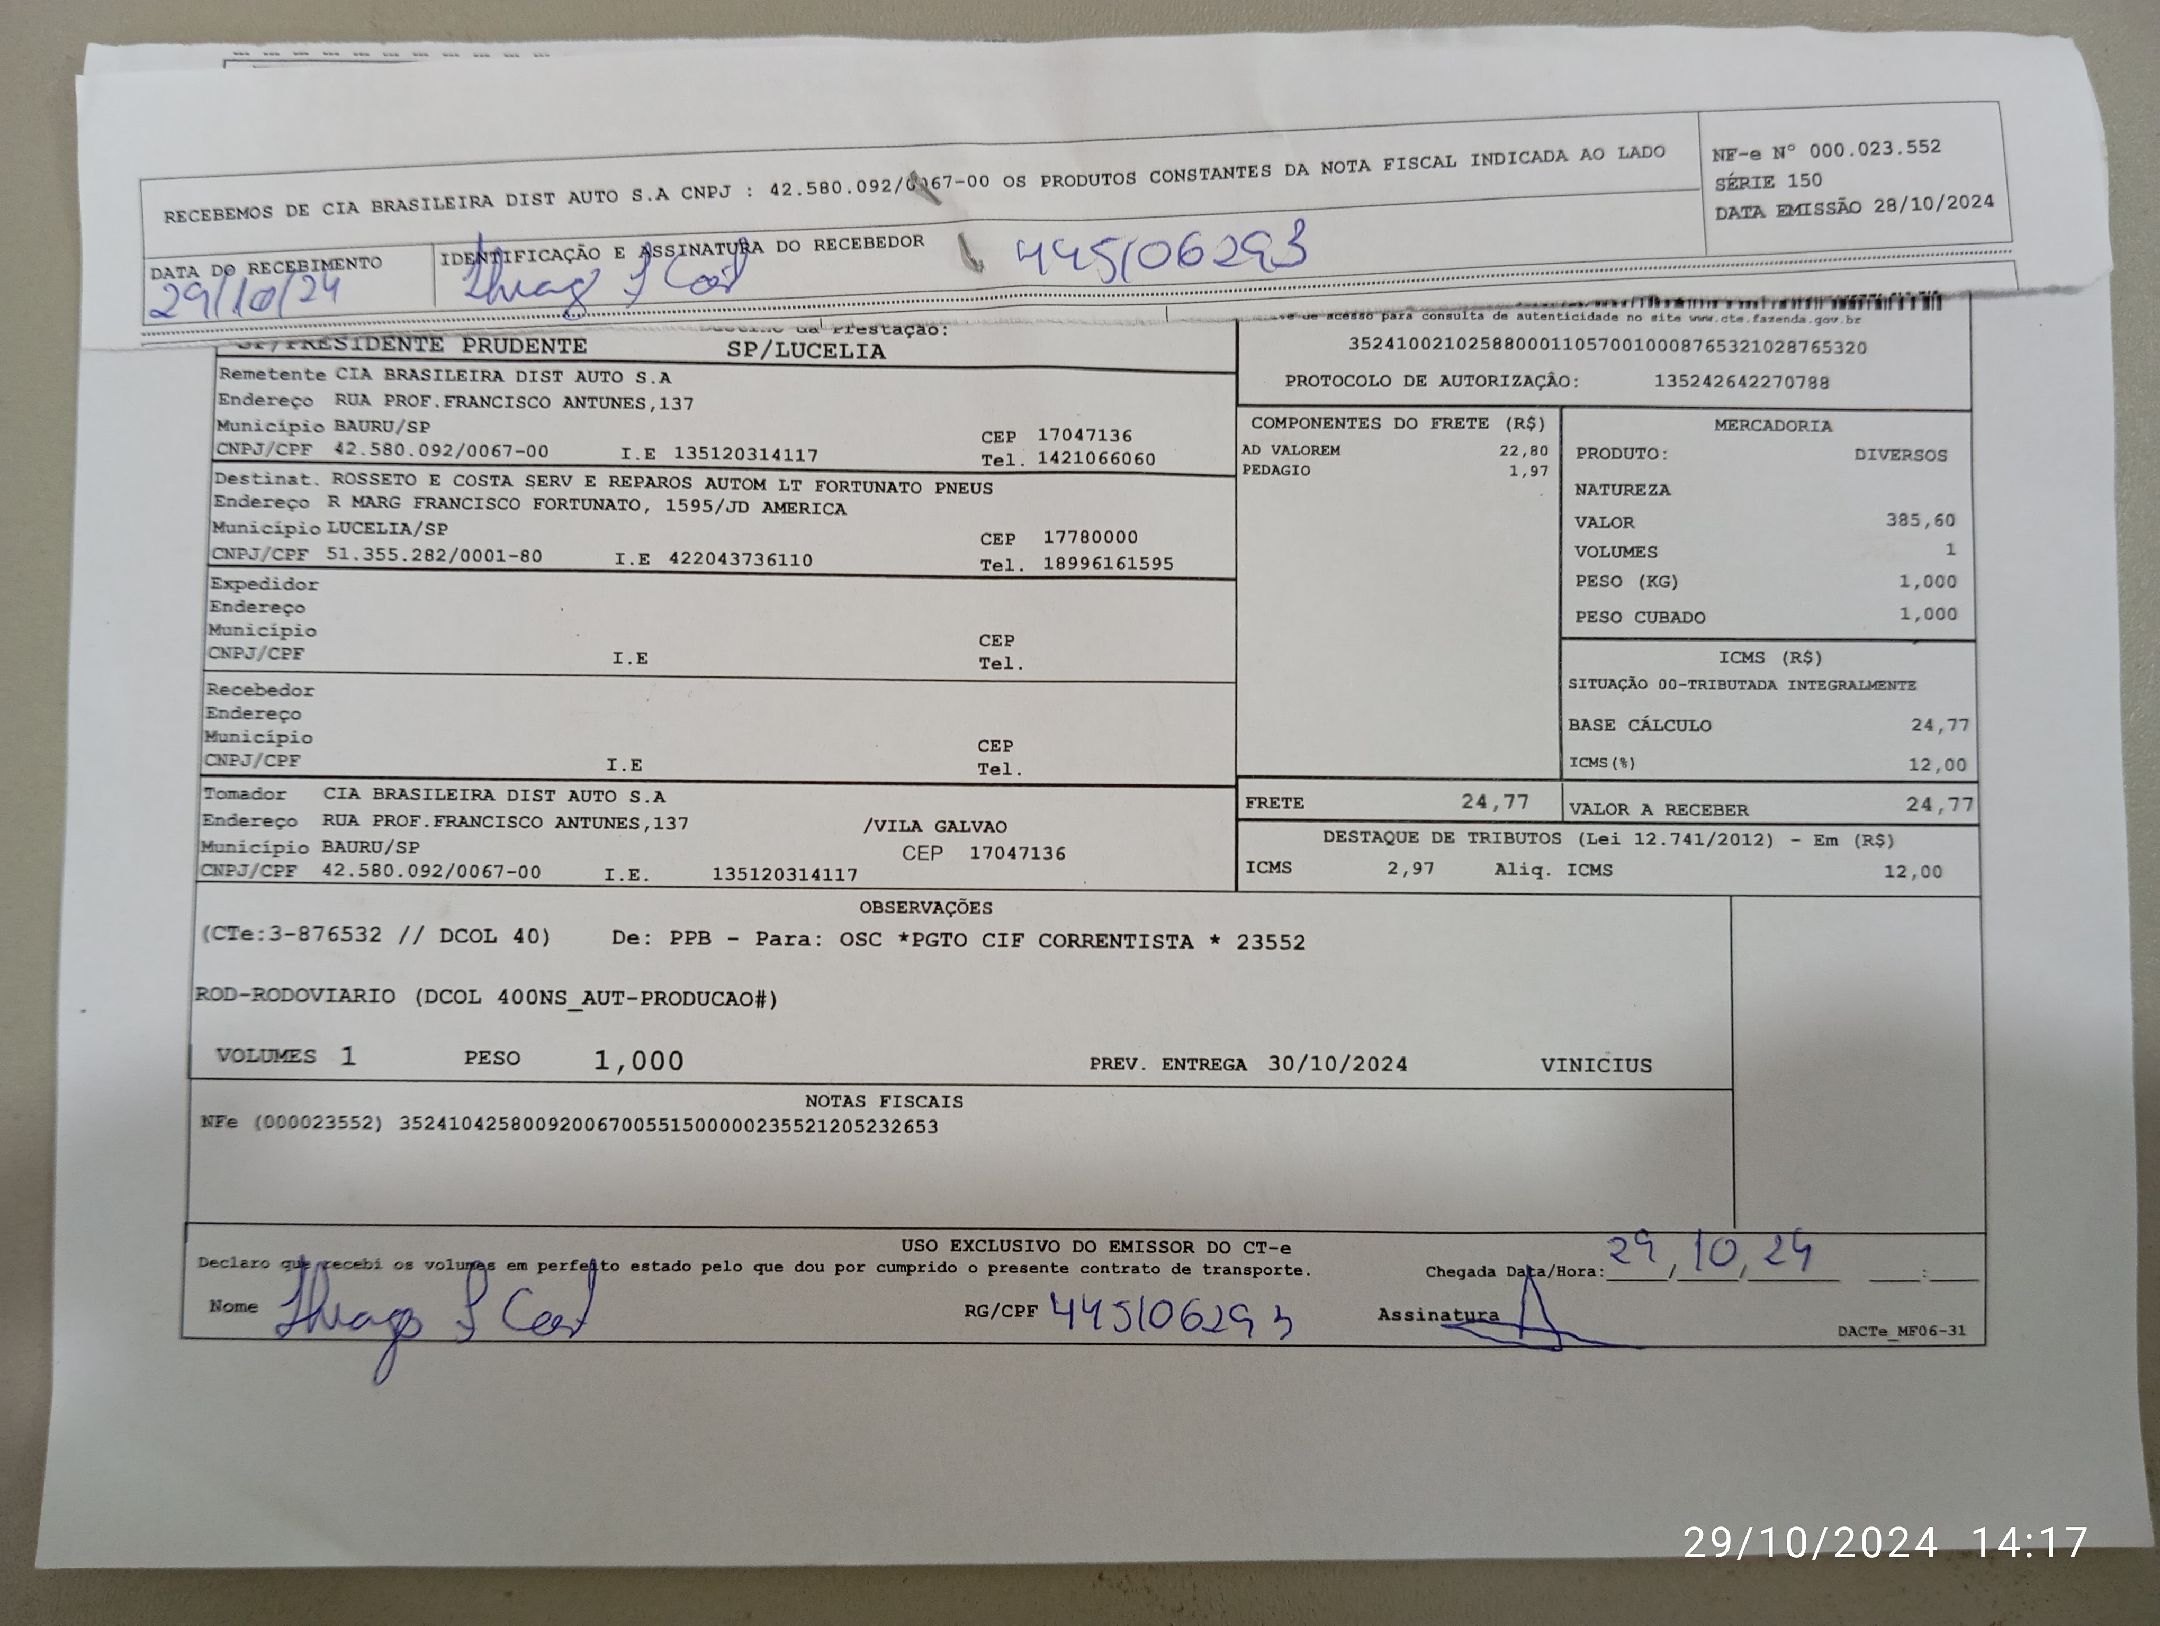 RECEBEMOS DE CIA BRASILEIRA DIST AUTO S.A CNPJ : 42.580.092/0067-00 OS PRODUTOS CONSTANTES DA NOTA FISCAL INDICADA AO LADO
NF-e Nº 000.023.552
SÉRIE 150
DATA EMISSÃO 28/10/2024
DATA DO RECEBIMENTO
29/10/24
IDENTIFICAÇÃO E ASSINATURA DO RECEBEDOR
Thiago S 445106293
da Prestação:
SP/PRESIDENTE PRUDENTE SP/LUCELIA
de acesso para consulta de autenticidade no site www.cte.fazenda.gov.br
35241002102588000110570010008765321028765320
PROTOCOLO DE AUTORIZAÇÂO: 135242642270788
Remetente CIA BRASILEIRA DIST AUTO S.A
Endereço RUA PROF.FRANCISCO ANTUNES,137
Município BAURU/SP CEP 17047136
CNPJ/CPF 42.580.092/0067-00 I.E 135120314117 Tel. 1421066060
Destinat. ROSSETO E COSTA SERV E REPAROS AUTOM LT FORTUNATO PNEUS
Endereço R MARG FRANCISCO FORTUNATO, 1595/JD AMERICA
Município LUCELIA/SP CEP 17780000
CNPJ/CPF 51.355.282/0001-80 I.E 422043736110 Tel. 18996161595
Expedidor
Endereço
Município CEP
CNPJ/CPF I.E Tel.
Recebedor
Endereço
Município CEP
CNPJ/CPF I.E Tel.
Tomador CIA BRASILEIRA DIST AUTO S.A
Endereço RUA PROF.FRANCISCO ANTUNES,137 /VILA GALVAO
Município BAURU/SP CEP 17047136
CNPJ/CPF 42.580.092/0067-00 I.E. 135120314117
COMPONENTES DO FRETE (R$)
AD VALOREM 22,80
PEDAGIO 1,97
MERCADORIA
PRODUTO: DIVERSOS
NATUREZA
VALOR 385,60
VOLUMES 1
PESO (KG) 1,000
PESO CUBADO 1,000
ICMS (R$)
SITUAÇÃO 00-TRIBUTADA INTEGRALMENTE
BASE CÁLCULO 24,77
ICMS(%) 12,00
FRETE 24,77 VALOR A RECEBER 24,77
DESTAQUE DE TRIBUTOS (Lei 12.741/2012) - Em (R$)
ICMS 2,97 Aliq. ICMS 12,00
OBSERVAÇÕES
(CTe:3-876532 // DCOL 40) De: PPB - Para: OSC *PGTO CIF CORRENTISTA * 23552
ROD-RODOVIARIO (DCOL 400NS_AUT-PRODUCAO#)
VOLUMES 1 PESO 1,000 PREV. ENTREGA 30/10/2024 VINICIUS
NOTAS FISCAIS
NFe (000023552) 35241042580092006700551500000235521205232653
USO EXCLUSIVO DO EMISSOR DO CT-e
Declaro que recebi os volumes em perfeito estado pelo que dou por cumprido o presente contrato de transporte. Chegada Data/Hora: 29/10/24 :
Nome Thiago S RG/CPF 445106293 Assinatura
DACTe_MF06-31
29/10/2024 14:17